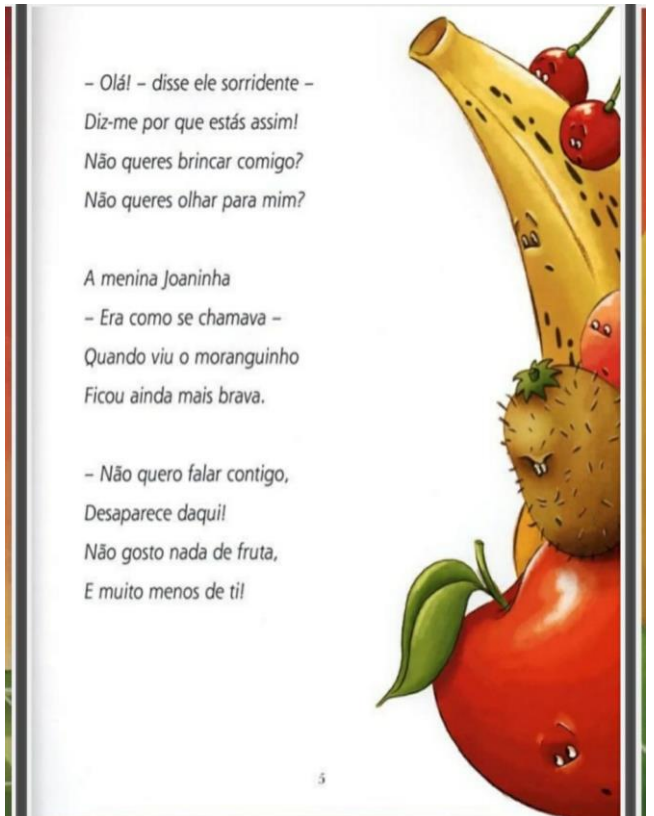 – Olá! – disse ele sorridente –
Diz-me por que estás assim!
Não queres brincar comigo?
Não queres olhar para mim?
A menina Joaninha
– Era como se chamava –
Quando viu o moranguinho
Ficou ainda mais brava.
– Não quero falar contigo,
Desaparece daqui!
Não gosto nada de fruta,
E muito menos de ti!
5